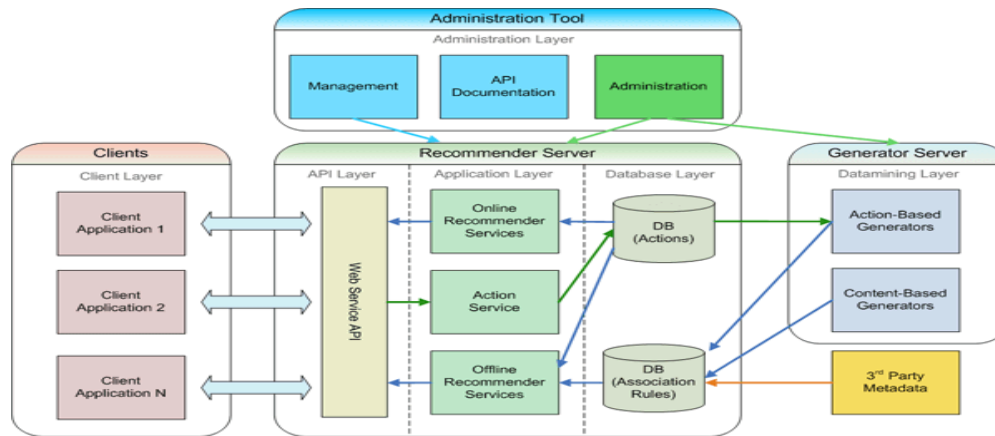 Administration Tool
Administration Layer
Management
API
Documentation
Administration
Clients
Client Layer
Client
Application 1
Client
Application 2
Client
Application N
Recommender Server
API Layer
Application Layer
Database Layer
Web Service API
Online
Recommender
Services
Action
Service
Offline
Recommender
Services
DB
(Actions)
DB
(Association
Rules)
Generator Server
Datamining Layer
Action-Based
Generators
Content-Based
Generators
3rd Party
Metadata